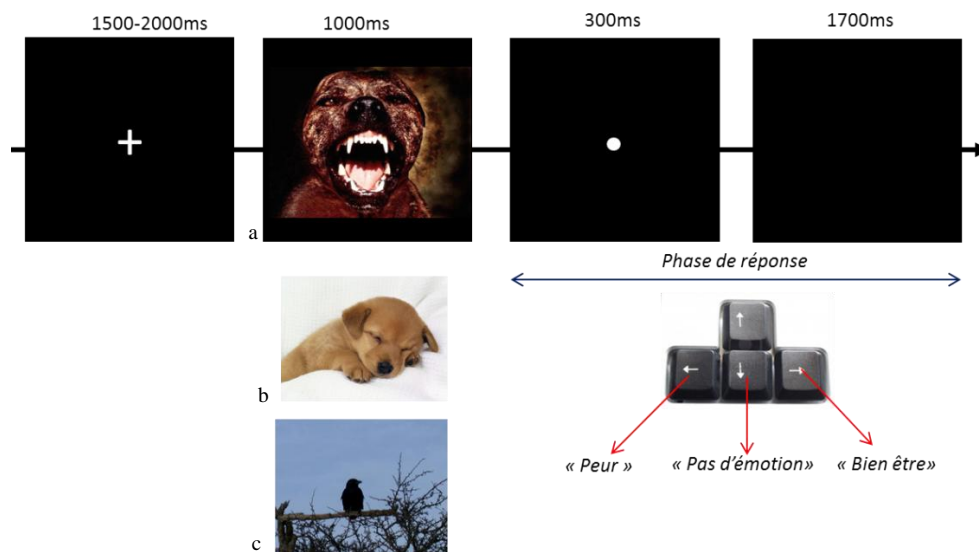 1500-2000ms
1000ms
300ms
1700ms
a
Phase de réponse
b
« Peur »
« Pas d'émotion»
« Bien être»
c